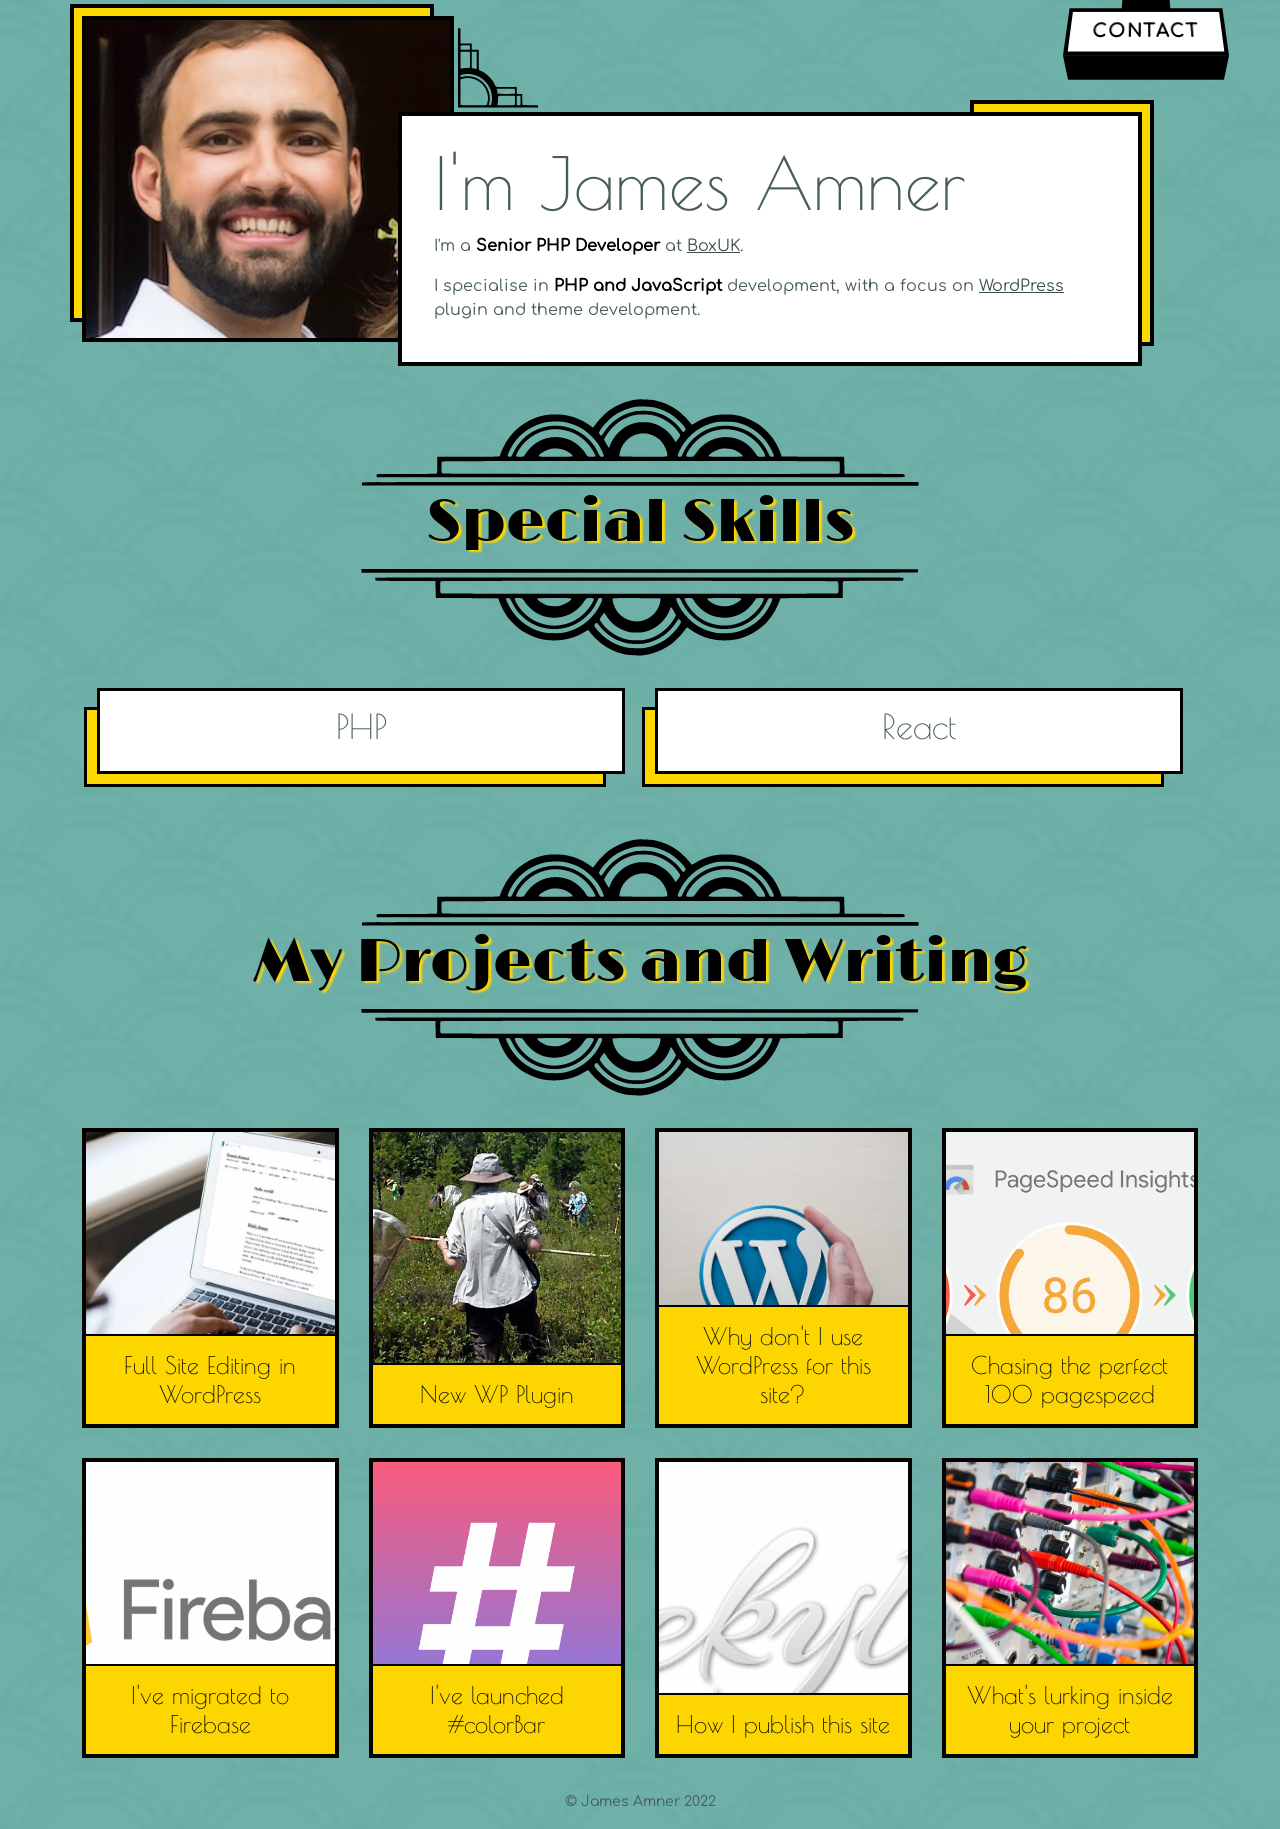 CONTACT
I'm James Amner
I'm a Senior PHP Developer at BoxUK.
I specialise in PHP and JavaScript development, with a focus on WordPress
plugin and theme development.
Special Skills
PHP
React
My Projects and Writing
PageSpeed Insights
86
Full Site Editing in
WordPress
New WP Plugin
Why don't I use
WordPress for this
site?
Chasing the perfect
100 pagespeed
Fireba
#
ekyl
I've migrated to
Firebase
I've launched
#colorBar
How I publish this site
What's lurking inside
your project
© James Amner 2022